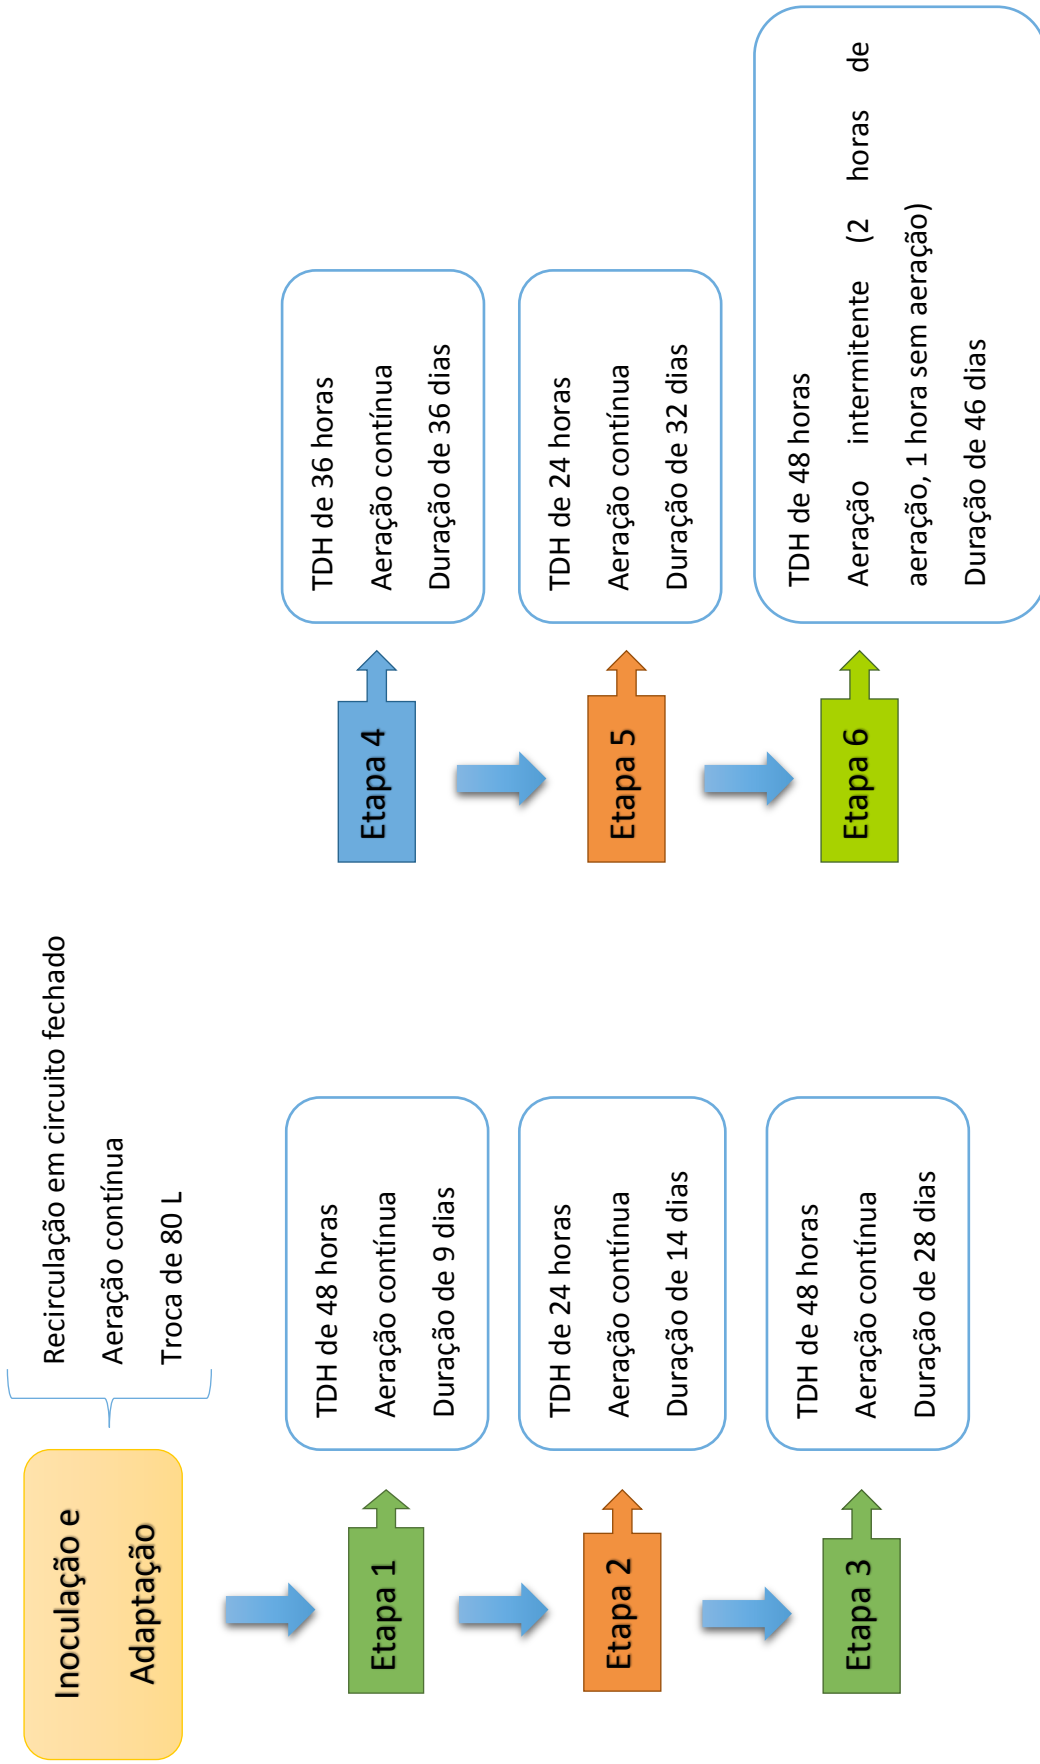 Inoculação e
Adaptação
Recirculação em circuito fechado
Aeração contínua
Troca de 80 L
Etapa 1
TDH de 48 horas
Aeração contínua
Duração de 9 dias
Etapa 2
TDH de 24 horas
Aeração contínua
Duração de 14 dias
Etapa 3
TDH de 48 horas
Aeração contínua
Duração de 28 dias
Etapa 4
TDH de 36 horas
Aeração contínua
Duração de 36 dias
Etapa 5
TDH de 24 horas
Aeração contínua
Duração de 32 dias
Etapa 6
TDH de 48 horas
Aeração intermitente (2 horas de
aeração, 1 hora sem aeração)
Duração de 46 dias